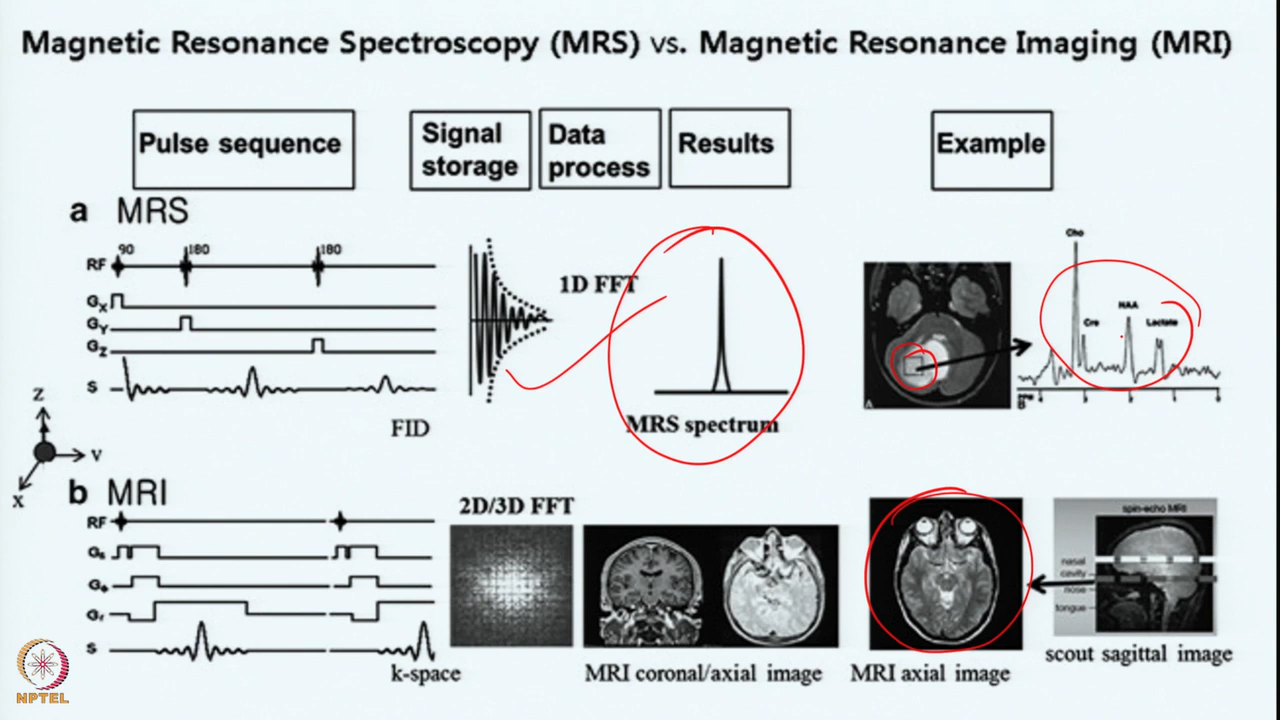 Magnetic Resonance Spectroscopy (MRS) vs. Magnetic Resonance Imaging (MRI)
Pulse sequence
Signal storage
Data process
Results
Example
a MRS
RF 90 180 180
Gx
GY
GZ
S
FID
1D FFT
MRS spectrum
Cho
Cre
NAA
Lactate
A
B
Z
Y
X
b MRI
RF
Gs
Gr
S
k-space
2D/3D FFT
MRI coronal/axial image
MRI axial image
spin-echo MRI
nasal
cavity
nose
tongue
scout sagittal image
NPTEL